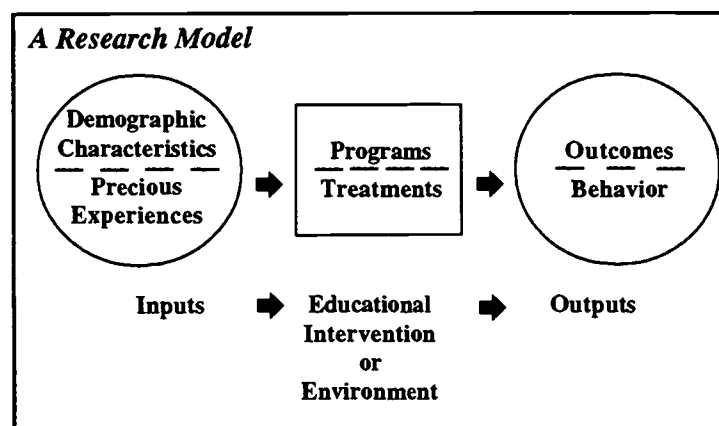 A Research Model
Demographic
Characteristics
Precious
Experiences
Programs
Treatments
Outcomes
Behavior
Inputs
Educational
Intervention
or
Environment
Outputs